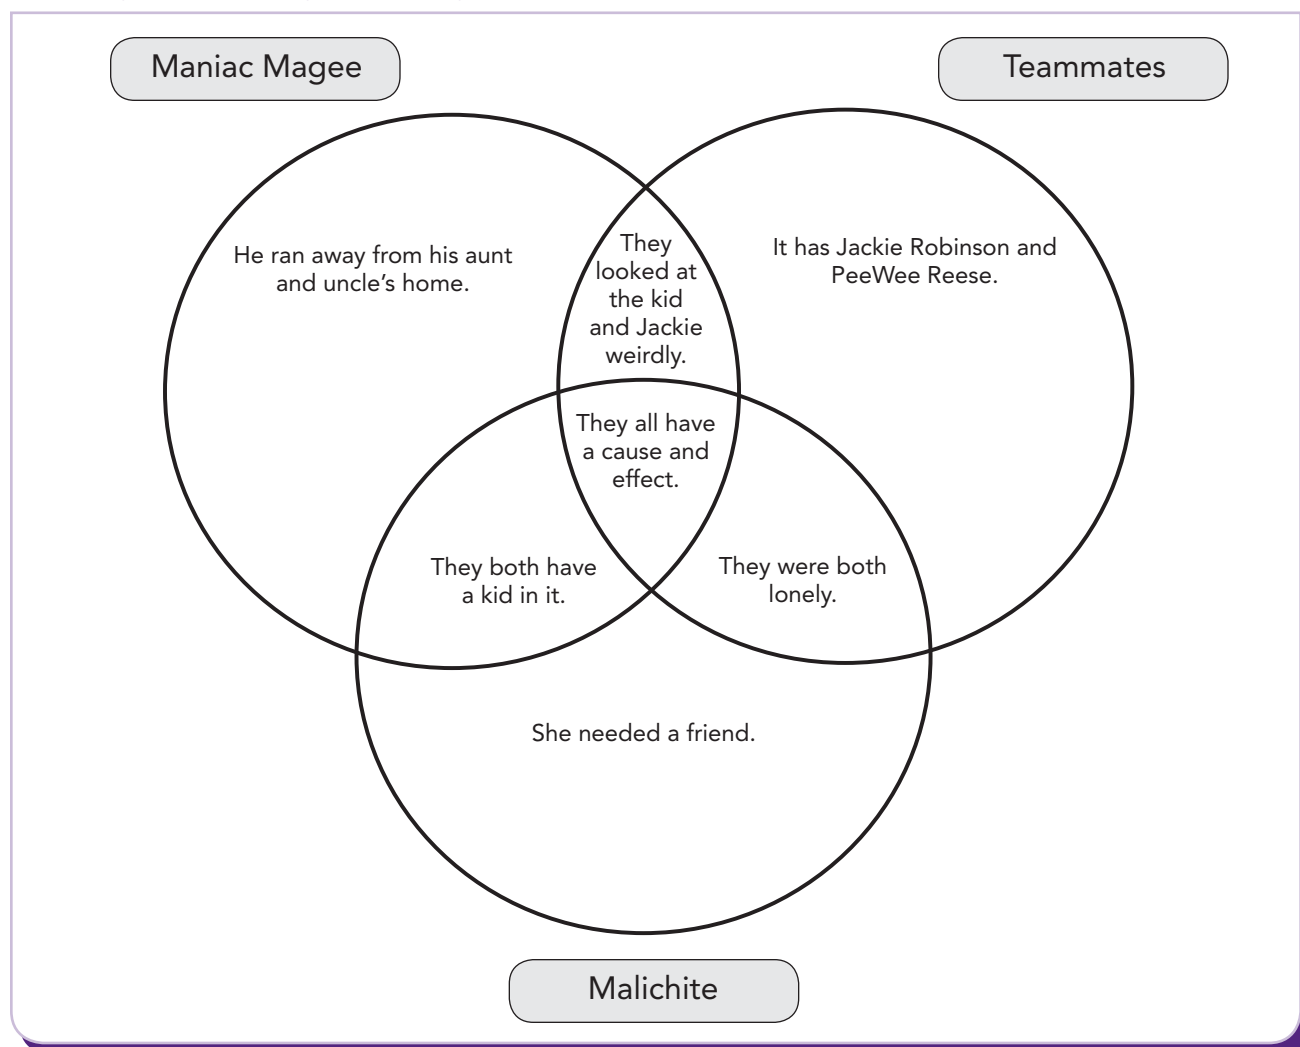 Maniac Magee
Teammates
He ran away from his aunt
and uncle's home.
They
looked at
the kid
and Jackie
weirdly.
It has Jackie Robinson and
PeeWee Reese.
They all have
a cause and
effect.
They both have
a kid in it.
They were both
lonely.
She needed a friend.
Malichite